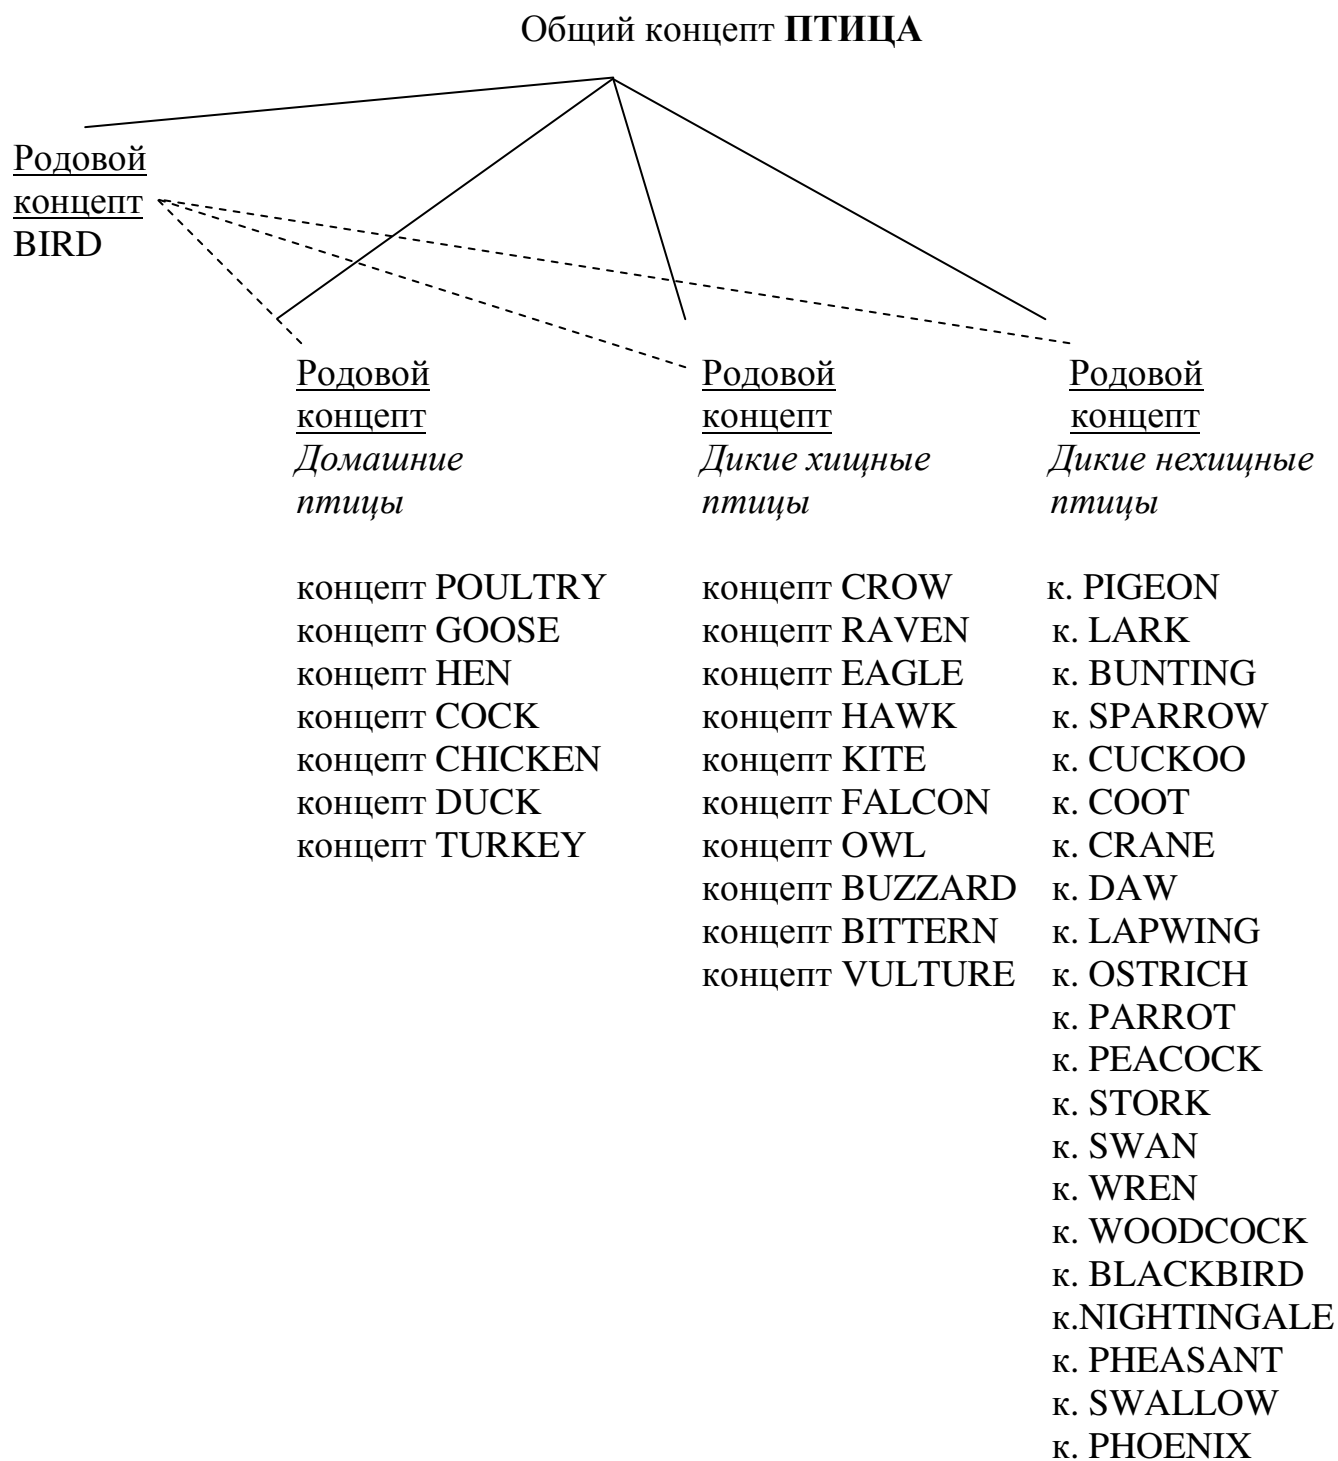 Общий концепт ПТИЦА
Родовой
концепт
BIRD
Родовой
концепт
Домашние
птицы
концепт POULTRY
концепт GOOSE
концепт HEN
концепт COCK
концепт CHICKEN
концепт DUCK
концепт TURKEY
Родовой
концепт
Дикие хищные
птицы
концепт CROW
концепт RAVEN
концепт EAGLE
концепт HAWK
концепт KITE
концепт FALCON
концепт OWL
концепт BUZZARD
концепт BITTERN
концепт VULTURE
Родовой
концепт
Дикие нехищные
птицы
к. PIGEON
к. LARK
к. BUNTING
к. SPARROW
к. CUCKOO
к. COOT
к. CRANE
к. DAW
к. LAPWING
к. OSTRICH
к. PARROT
к. PEACOCK
к. STORK
к. SWAN
к. WREN
к. WOODCOCK
к. BLACKBIRD
к.NIGHTINGALE
к. PHEASANT
к. SWALLOW
к. PHOENIX